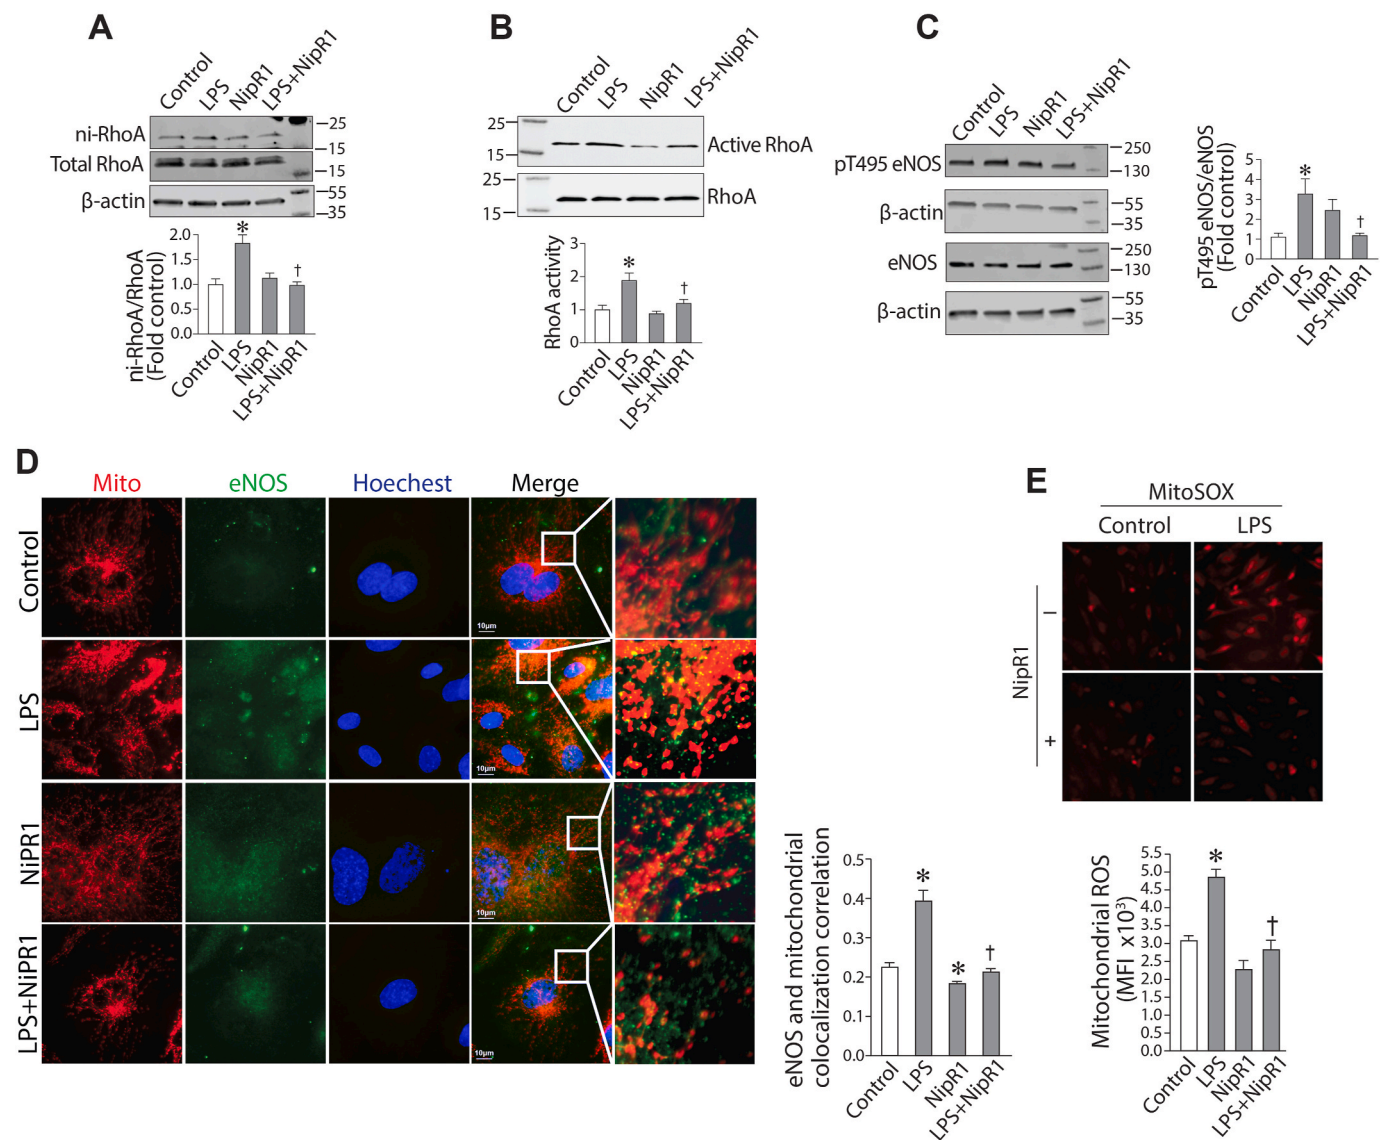 A
Control
LPS
NipR1
LPS+NipR1
ni-RhoA
25
15
Total RhoA
15
β-actin
55
35
ni-RhoA/RhoA
(Fold control)
2.0
1.5
1.0
0.5
0.0
*
†
Control
LPS
NipR1
LPS+NipR1
B
Control
LPS
NipR1
LPS+NipR1
25
15
Active RhoA
25
15
RhoA
RhoA activity
3
2
1
0
*
†
Control
LPS
NipR1
LPS+NipR1
C
Control
LPS
NipR1
LPS+NipR1
pT495 eNOS
250
130
β-actin
55
35
eNOS
250
130
β-actin
55
35
pT495 eNOS/eNOS
(Fold control)
5
4
3
2
1
0
*
†
Control
LPS
NipR1
LPS+NipR1
D
Mito eNOS Hoechest Merge
Control
10μm
LPS
10μm
NiPR1
10μm
LPS+NiPR1
10μm
eNOS and mitochondrial
colocalization correlation
0.5
0.4
0.3
0.2
0.1
0.0
*
*
†
Control
LPS
NipR1
LPS+NipR1
E
MitoSOX
Control LPS
NipR1
–
+
Mitochondrial ROS
(MFI x10³)
5.5
5.0
4.5
4.0
3.5
3.0
2.5
2.0
1.5
1.0
0.5
0.0
*
†
Control
LPS
NipR1
LPS+NipR1